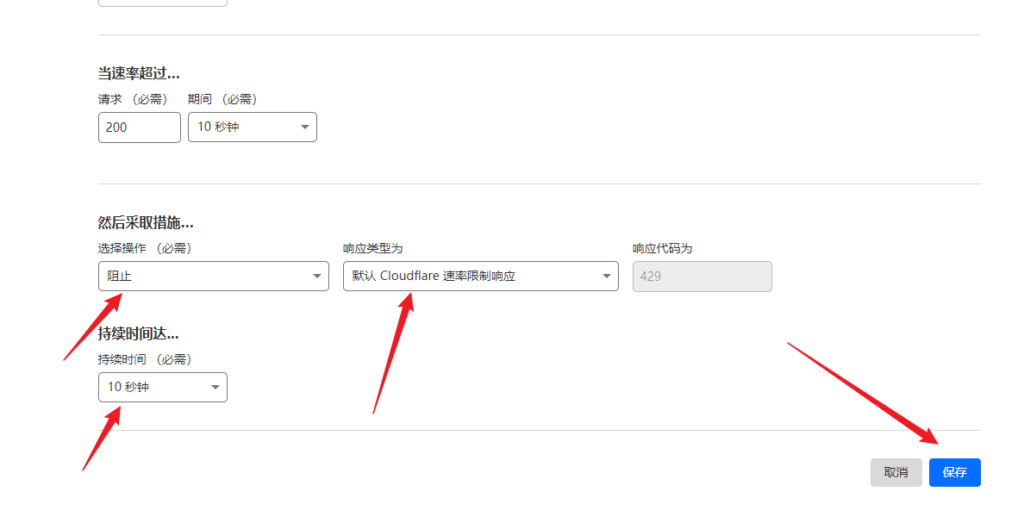 当速率超过...
请求 （必需） 期间 （必需）
200 10 秒钟
然后采取措施...
选择操作 （必需） 响应类型为 响应代码为
阻止 默认 Cloudflare 速率限制响应 429
持续时间达...
持续时间 （必需）
10 秒钟
取消 保存